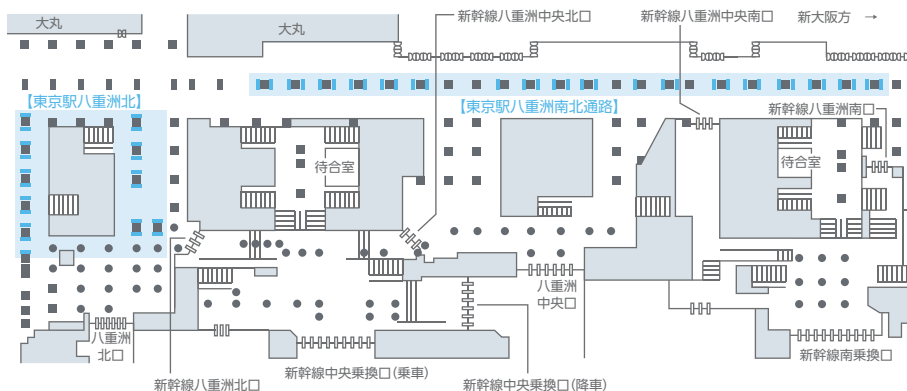 大丸
大丸
新幹線八重洲中央北口
新幹線八重洲中央南口
新大阪方 →
【東京駅八重洲北】
【東京駅八重洲南北通路】
新幹線八重洲南口
待合室
待合室
八重洲
中央口
八重洲
北口
新幹線八重洲北口
新幹線中央乗換口(乗車)
新幹線中央乗換口(降車)
新幹線南乗換口